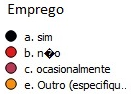 Emprego
a. sim
b. n�o
c. ocasionalmente
e. Outro (especifiqu...